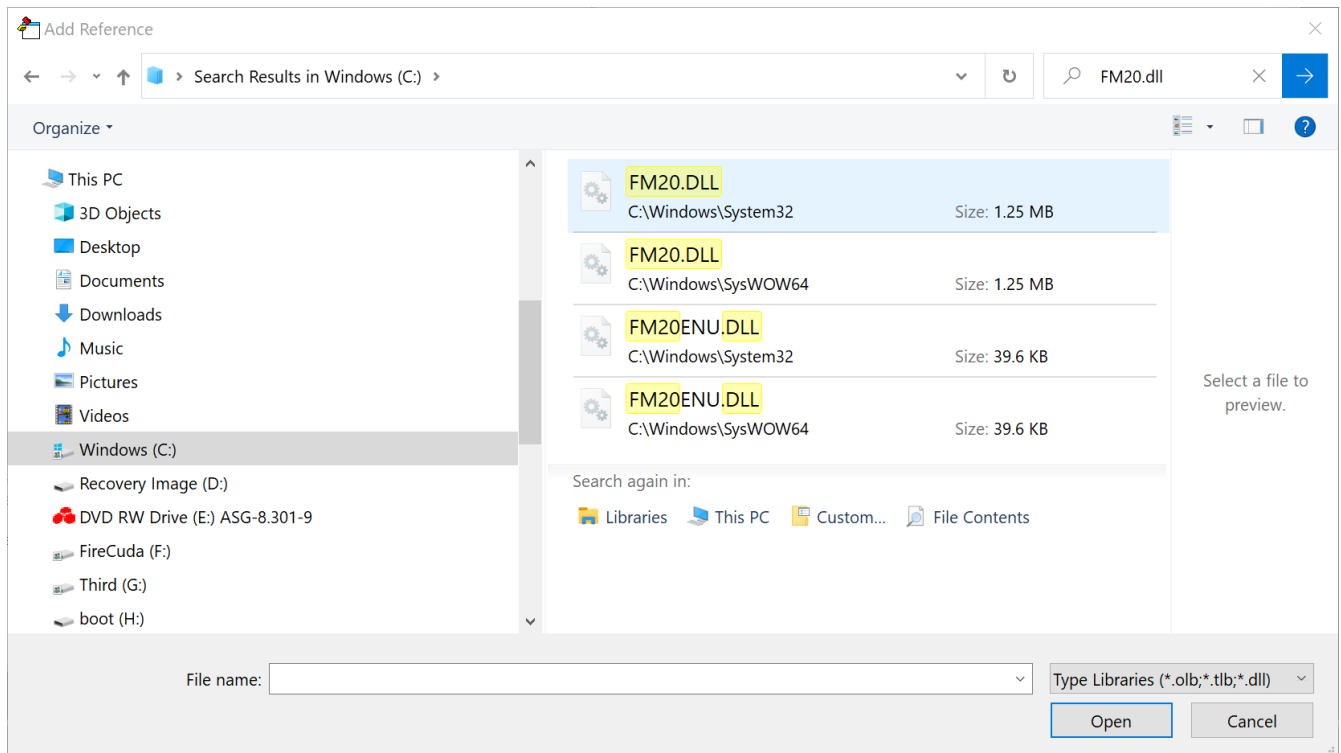 Add Reference
Search Results in Windows (C:)
FM20.dll
Organize
?
This PC
3D Objects
Desktop
Documents
Downloads
Music
Pictures
Videos
Windows (C:)
Recovery Image (D:)
DVD RW Drive (E:) ASG-8.301-9
FireCuda (F:)
Third (G:)
boot (H:)
FM20.DLL
C:\Windows\System32 Size: 1.25 MB
FM20.DLL
C:\Windows\SysWOW64 Size: 1.25 MB
FM20ENU.DLL
C:\Windows\System32 Size: 39.6 KB
FM20ENU.DLL
C:\Windows\SysWOW64 Size: 39.6 KB
Search again in:
Libraries This PC Custom... File Contents
Select a file to
preview.
File name:
Type Libraries (*.olb;*.tlb;*.dll)
Open Cancel